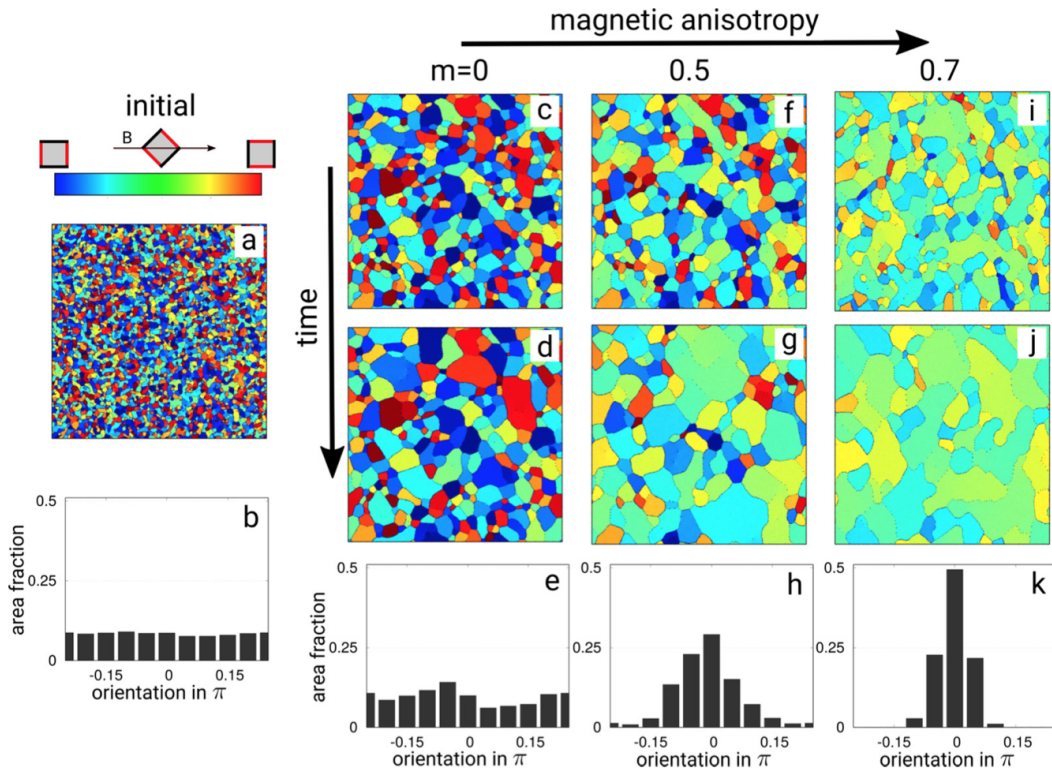 magnetic anisotropy
m=0 0.5 0.7
initial
B
a
c
f
i
time
d
g
j
b
0.5
0.25
0
area fraction
-0.15 0 0.15
orientation in π
e
0.5
0.25
0
area fraction
-0.15 0 0.15
orientation in π
h
0.5
0.25
0
-0.15 0 0.15
orientation in π
k
0.5
0.25
0
-0.15 0 0.15
orientation in π